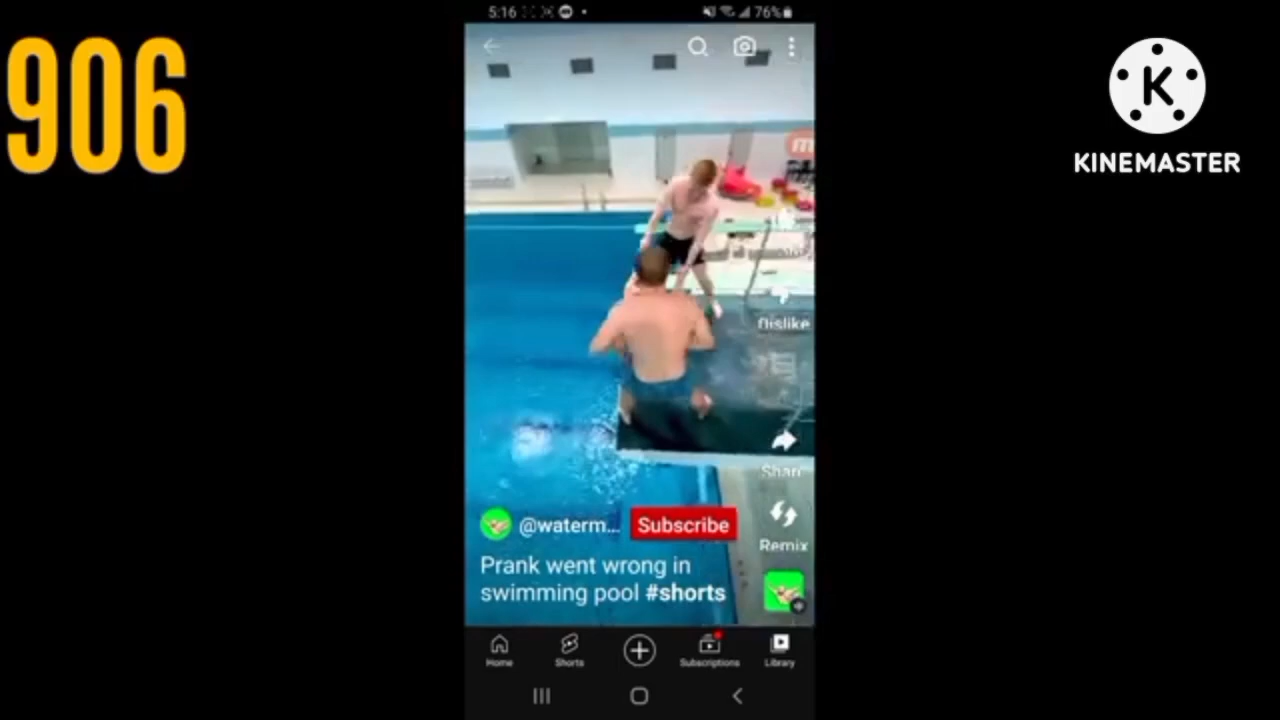 5:16
76%
906
K
KINEMASTER
Dislike
Share
@waterm...
Subscribe
Remix
Prank went wrong in
swimming pool #shorts
Home
Shorts
Subscriptions
Library